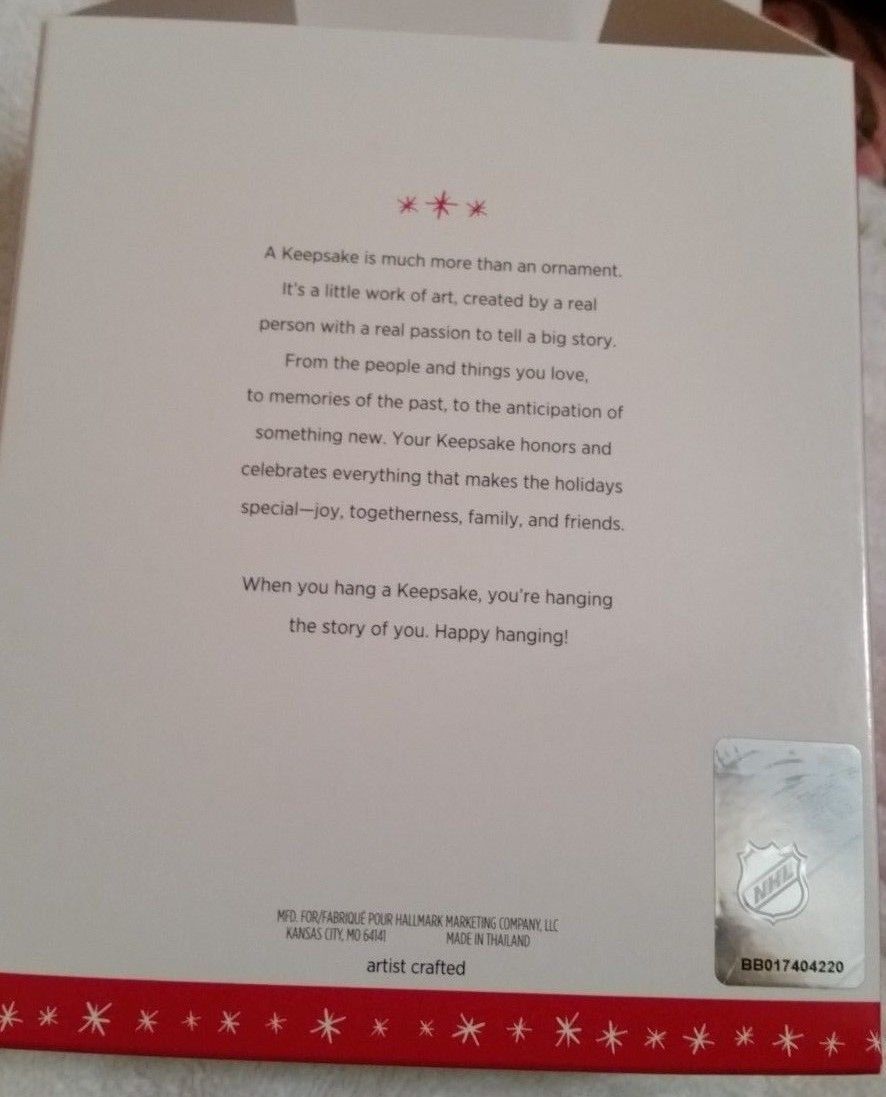 A Keepsake is much more than an ornament.
It's a little work of art, created by a real
person with a real passion to tell a big story.
From the people and things you love,
to memories of the past, to the anticipation of
something new. Your Keepsake honors and
celebrates everything that makes the holidays
special—joy, togetherness, family, and friends.
When you hang a Keepsake, you're hanging
the story of you. Happy hanging!
MFD. FOR/FABRIQUÉ POUR HALLMARK MARKETING COMPANY, LLC
KANSAS CITY, MO 64141 MADE IN THAILAND
artist crafted
NHL
BB017404220